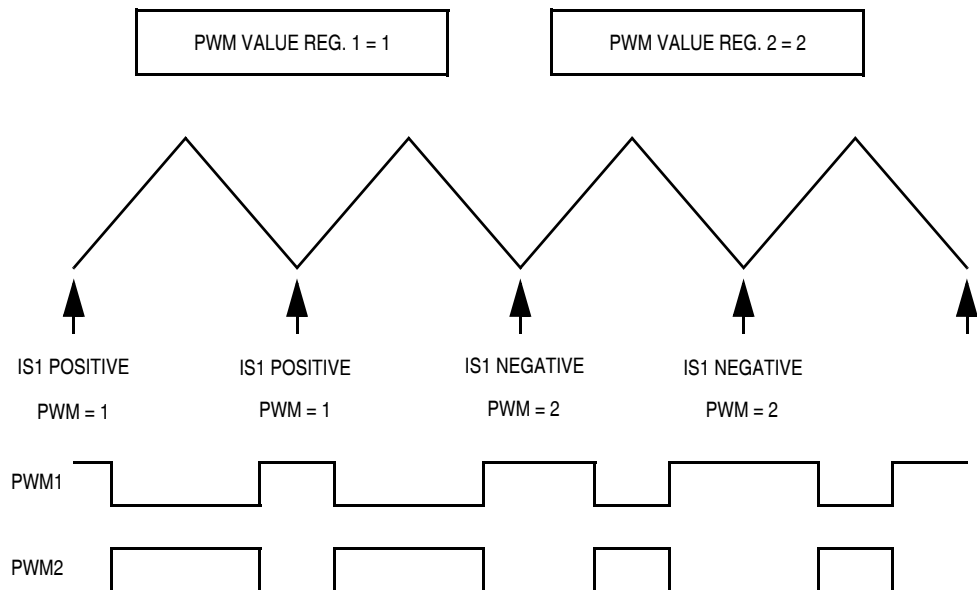 PWM VALUE REG. 1 = 1
PWM VALUE REG. 2 = 2
IS1 POSITIVE
PWM = 1
IS1 POSITIVE
PWM = 1
IS1 NEGATIVE
PWM = 2
IS1 NEGATIVE
PWM = 2
PWM1
PWM2